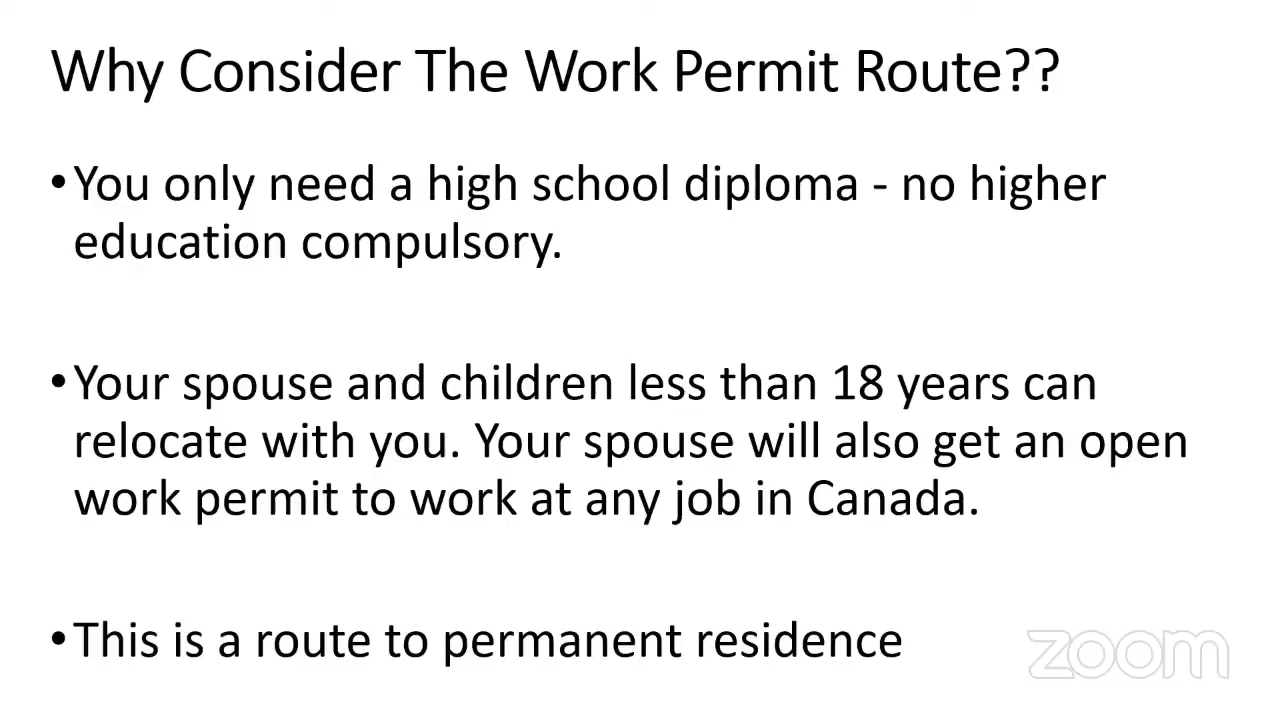 Why Consider The Work Permit Route??
•You only need a high school diploma - no higher
education compulsory.
•Your spouse and children less than 18 years can
relocate with you. Your spouse will also get an open
work permit to work at any job in Canada.
•This is a route to permanent residence
zoom